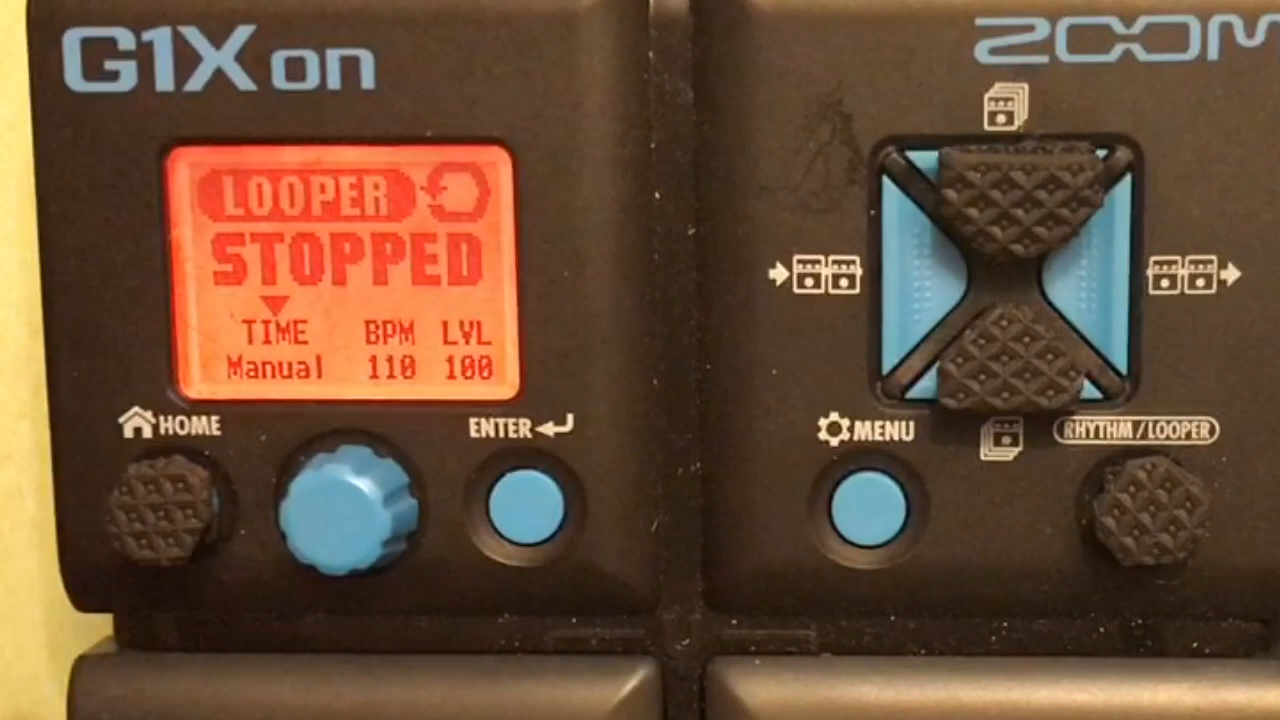 G1X on
ZOOM
LOOPER
STOPPED
TIME BPM LVL
Manual 110 100
HOME
ENTER
MENU
RHYTHM/LOOPER